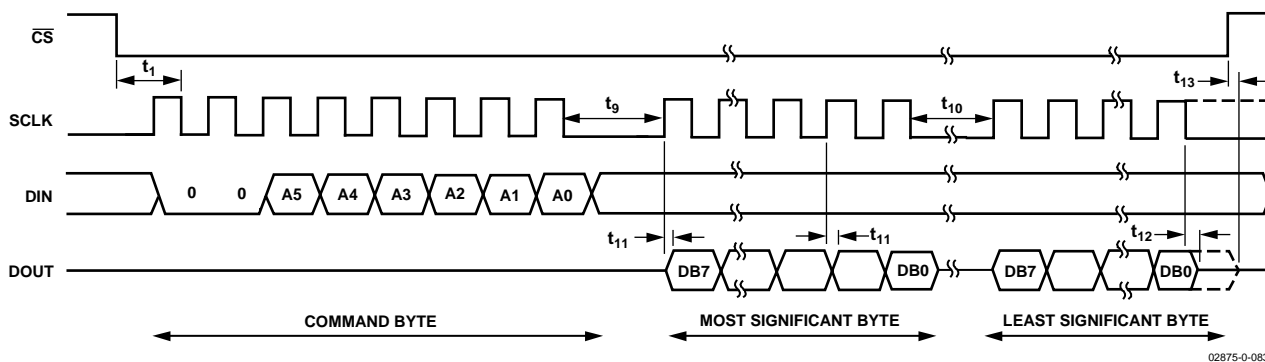 CS
t1
t13
SCLK
t9
t10
DIN
0 0 A5 A4 A3 A2 A1 A0
t11
t11
t12
DOUT
DB7
DB0
DB7
DB0
COMMAND BYTE
MOST SIGNIFICANT BYTE
LEAST SIGNIFICANT BYTE
02875-0-083